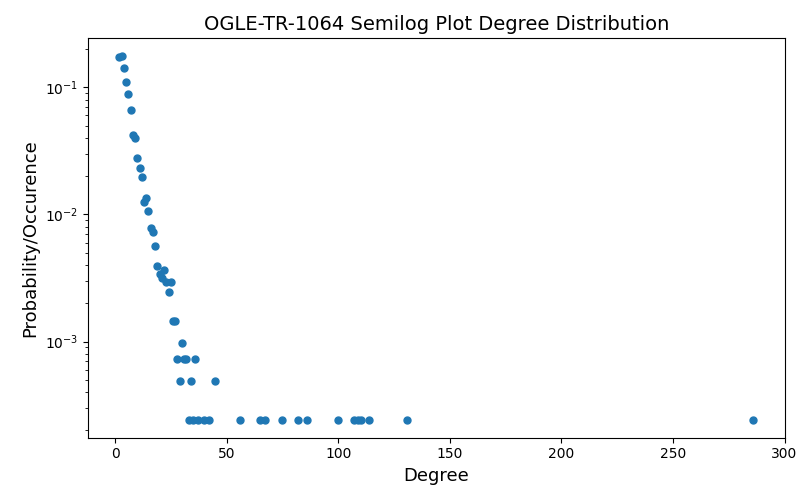 OGLE-TR-1064 Semilog Plot Degree Distribution
Probability/Occurence
10⁻¹
10⁻²
10⁻³
0 50 100 150 200 250 300
Degree